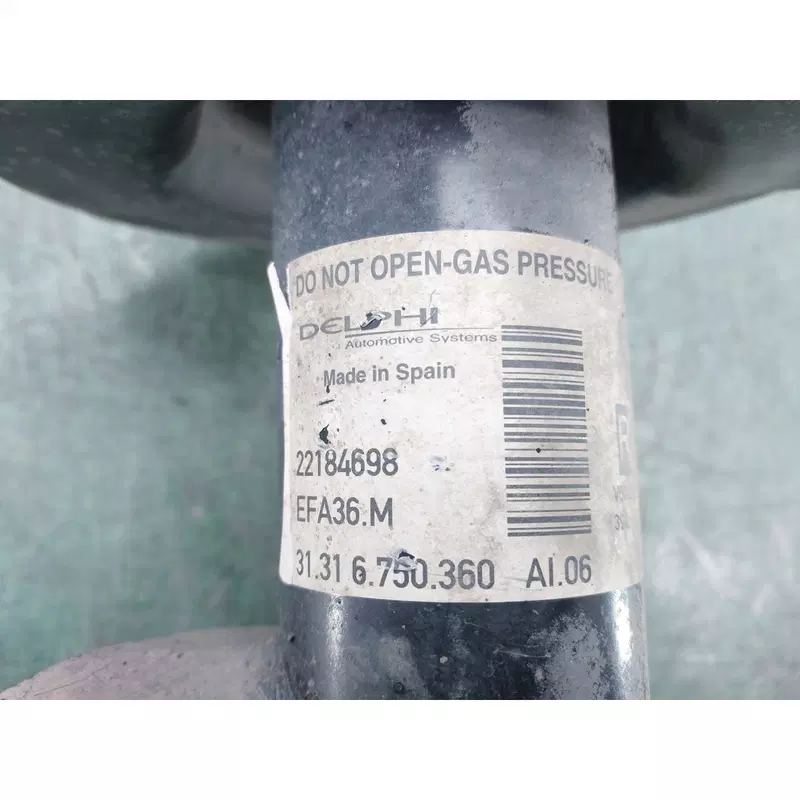 DO NOT OPEN-GAS PRESSURE
DELPHI
Automotive Systems
Made in Spain
22184698
EFA36.M
31.31 6.750.360 AI.06
R